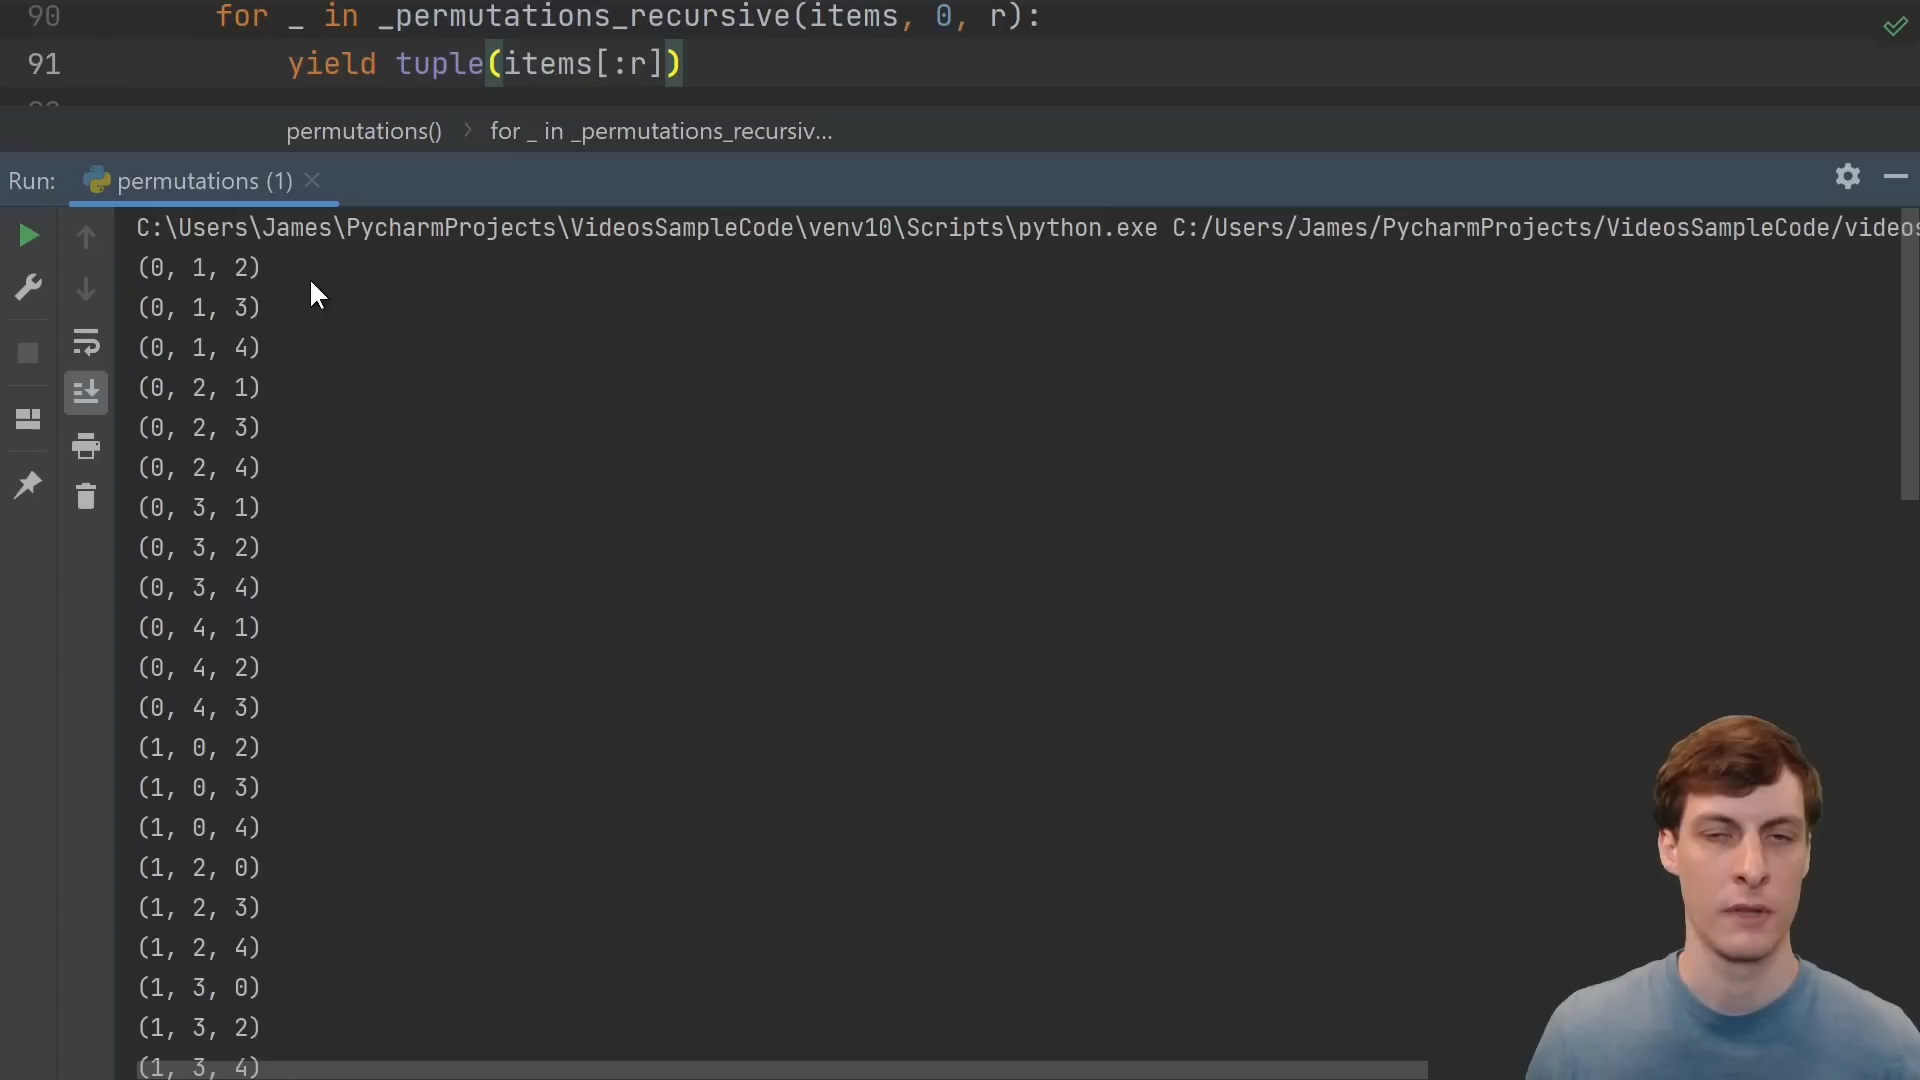 90 for _ in _permutations_recursive(items, 0, r):
91 yield tuple(items[:r])
permutations() › for _ in _permutations_recursiv...
Run: permutations (1)
C:\Users\James\PycharmProjects\VideosSampleCode\venv10\Scripts\python.exe C:/Users/James/PycharmProjects/VideosSampleCode/videos
(0, 1, 2)
(0, 1, 3)
(0, 1, 4)
(0, 2, 1)
(0, 2, 3)
(0, 2, 4)
(0, 3, 1)
(0, 3, 2)
(0, 3, 4)
(0, 4, 1)
(0, 4, 2)
(0, 4, 3)
(1, 0, 2)
(1, 0, 3)
(1, 0, 4)
(1, 2, 0)
(1, 2, 3)
(1, 2, 4)
(1, 3, 0)
(1, 3, 2)
(1, 3, 4)